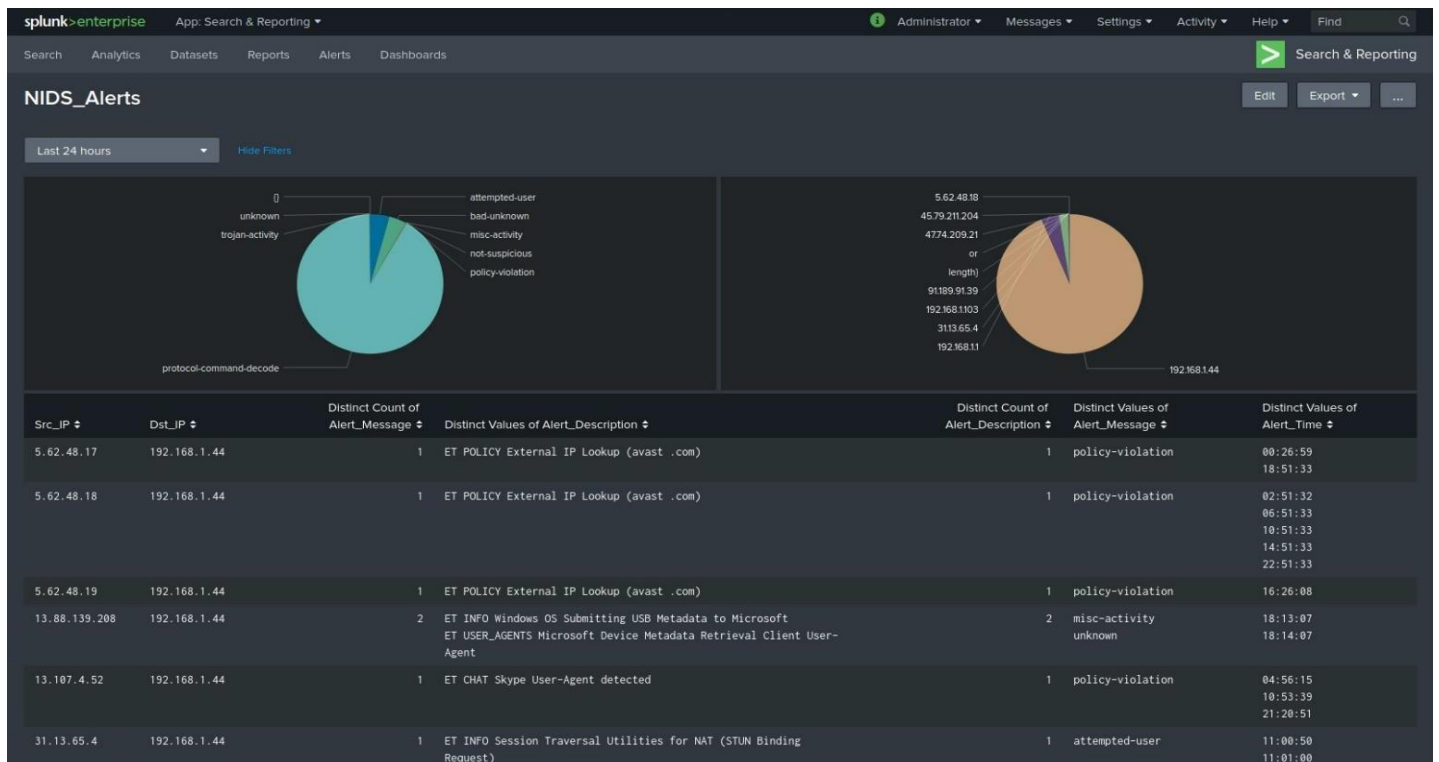 splunk>enterprise App: Search & Reporting
i Administrator Messages Settings Activity Help Find
Search Analytics Datasets Reports Alerts Dashboards
> Search & Reporting
NIDS_Alerts
Edit Export ...
Last 24 hours Hide Filters
{}
unknown
trojan-activity
attempted-user
bad-unknown
misc-activity
not-suspicious
policy-violation
protocol-command-decode
5.62.48.18
45.79.211.204
47.74.209.21
or
length)
91.189.91.39
192.168.1.103
31.13.65.4
192.168.1.1
192.168.1.44
Src_IP Dst_IP Distinct Count of Alert_Message Distinct Values of Alert_Description Distinct Count of Alert_Description Distinct Values of Alert_Message Distinct Values of Alert_Time
5.62.48.17 192.168.1.44 1 ET POLICY External IP Lookup (avast .com) 1 policy-violation 00:26:59
18:51:33
5.62.48.18 192.168.1.44 1 ET POLICY External IP Lookup (avast .com) 1 policy-violation 02:51:32
06:51:33
10:51:33
14:51:33
22:51:33
5.62.48.19 192.168.1.44 1 ET POLICY External IP Lookup (avast .com) 1 policy-violation 16:26:08
13.88.139.208 192.168.1.44 2 ET INFO Windows OS Submitting USB Metadata to Microsoft 2 misc-activity 18:13:07
ET USER_AGENTS Microsoft Device Metadata Retrieval Client User- unknown 18:14:07
Agent
13.107.4.52 192.168.1.44 1 ET CHAT Skype User-Agent detected 1 policy-violation 04:56:15
10:53:39
21:20:51
31.13.65.4 192.168.1.44 1 ET INFO Session Traversal Utilities for NAT (STUN Binding 1 attempted-user 11:00:50
Request) 11:01:00